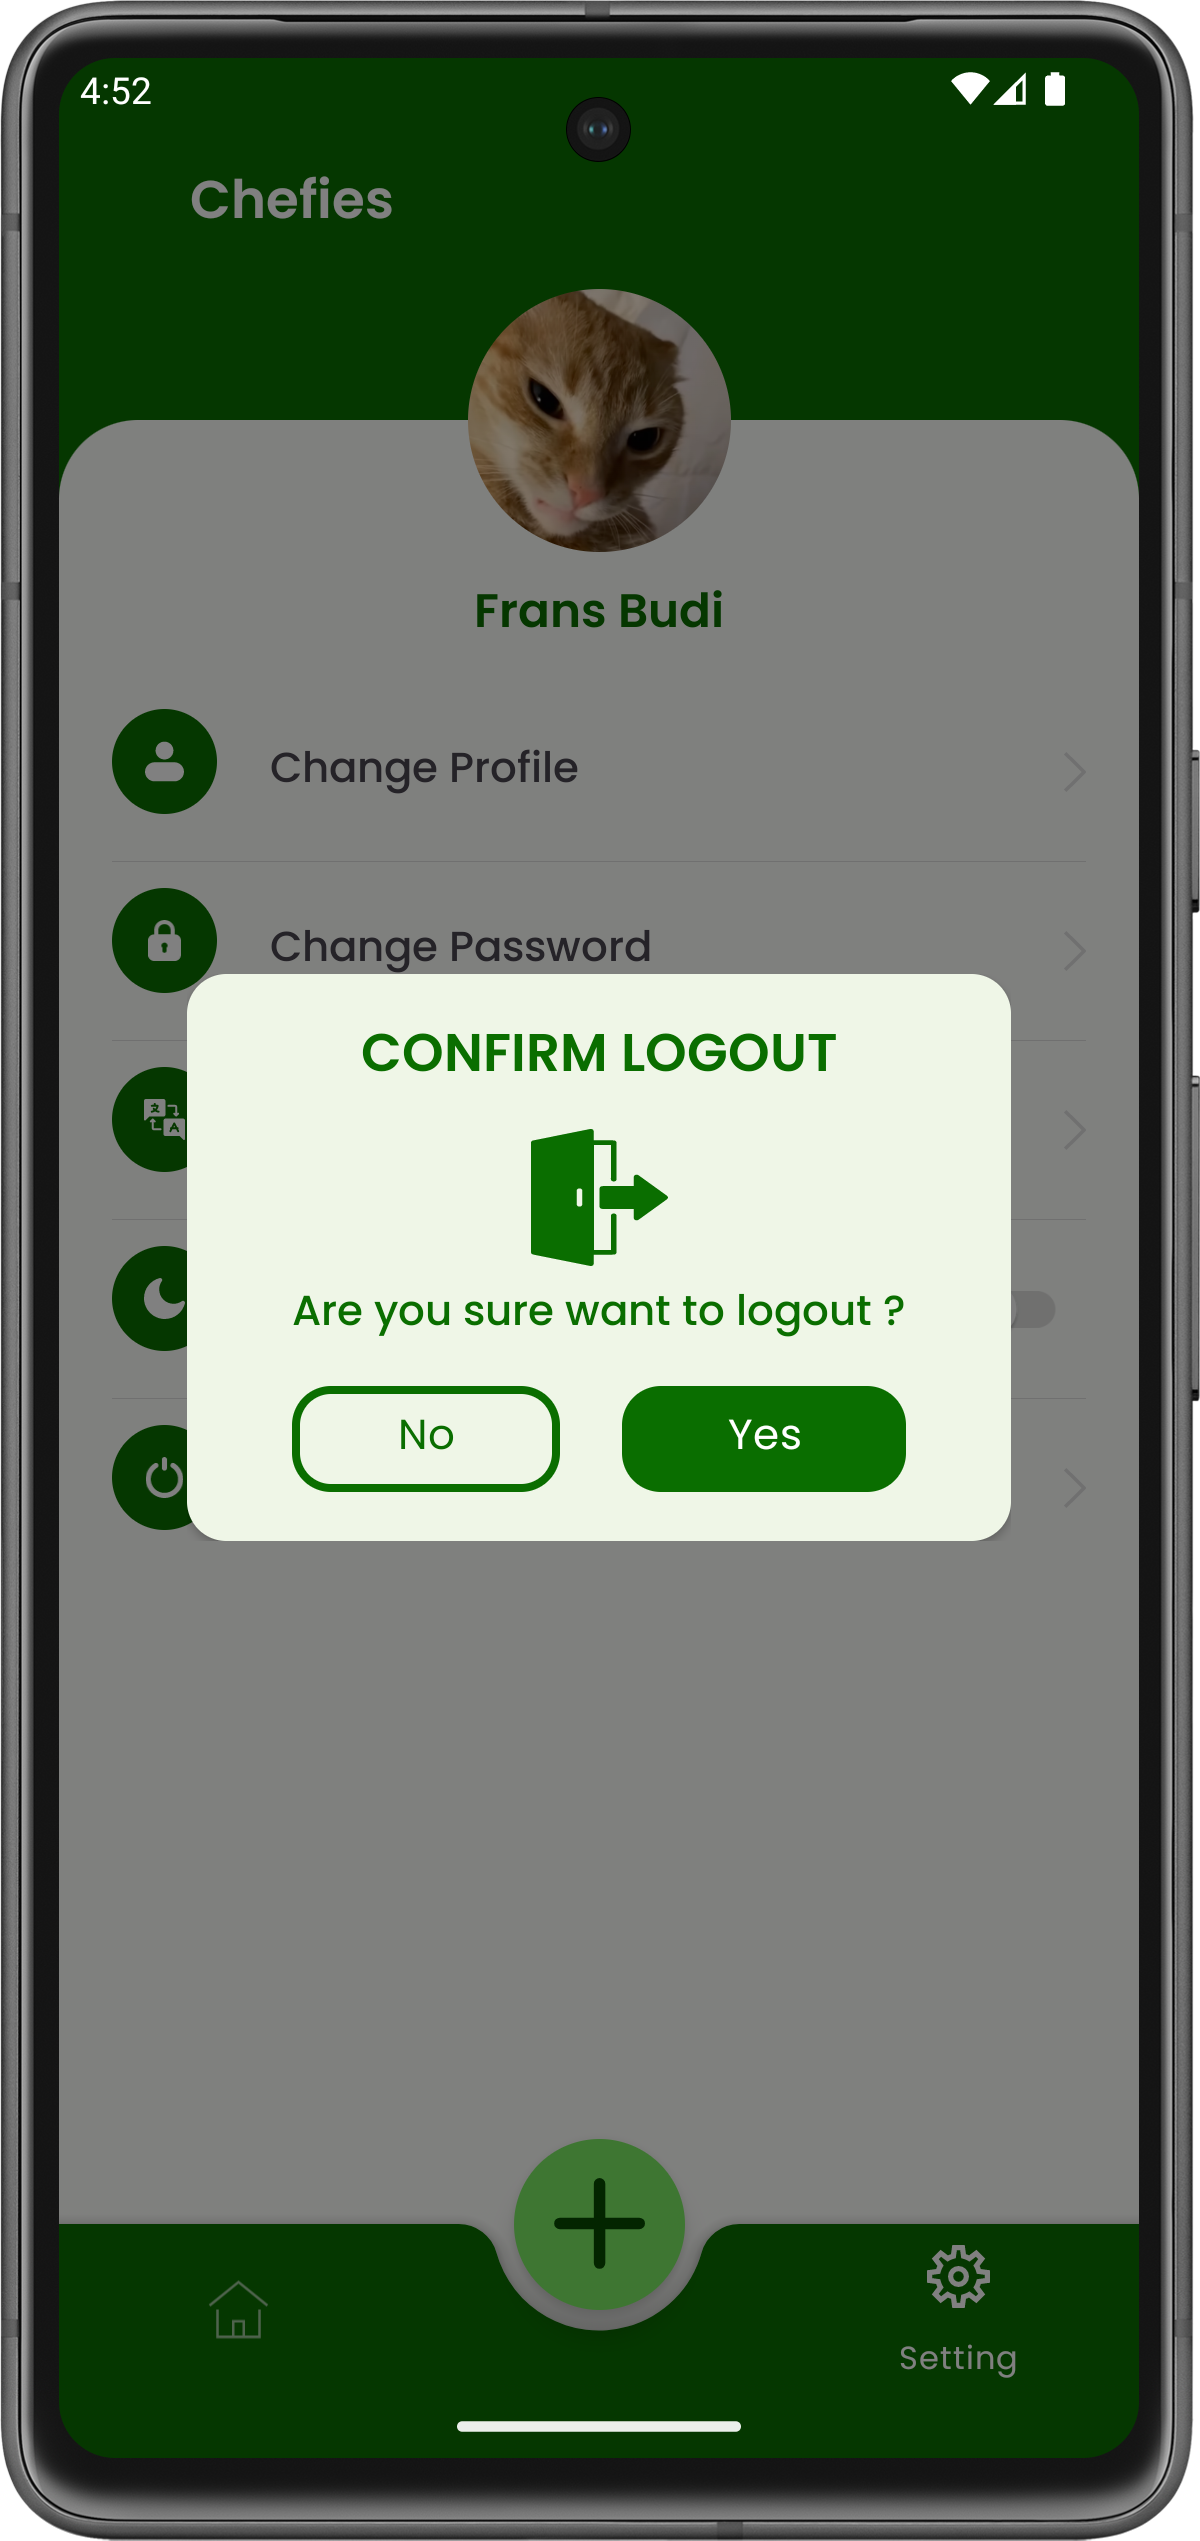 4:52
Chefies
Frans Budi
Change Profile
Change Password
CONFIRM LOGOUT
Are you sure want to logout ?
No
Yes
Setting